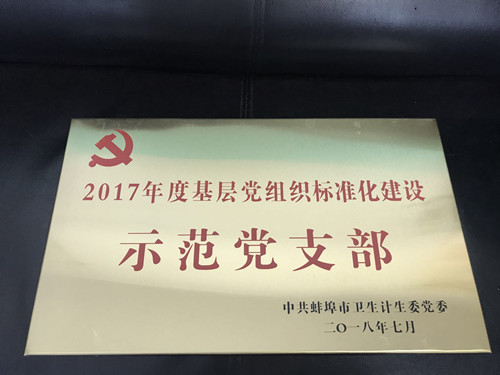 2017年度基层党组织标准化建设
示范党支部
中共蚌埠市卫生计生委党委
二〇一八年七月